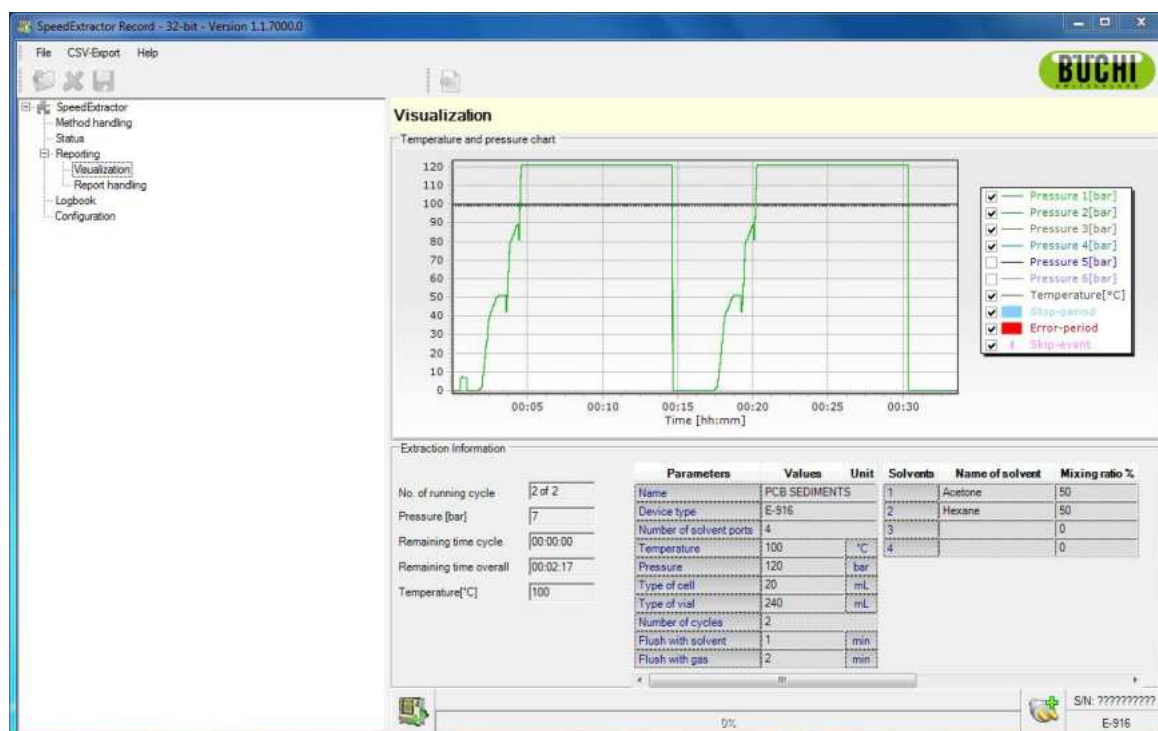 SpeedExtractor Record - 32-bit - Version 1.1.7000.0
File CSV-Export Help
BÜCHI
SWITZERLAND
SpeedExtractor
Method handling
Status
Reporting
Visualization
Report handling
Logbook
Configuration
Visualization
Temperature and pressure chart
120
110
100
90
80
70
60
50
40
30
20
10
0
00:05 00:10 00:15 00:20 00:25 00:30
Time [hh:mm]
Pressure 1[bar]
Pressure 2[bar]
Pressure 3[bar]
Pressure 4[bar]
Pressure 5[bar]
Pressure 6[bar]
Temperature[°C]
Stop-period
Error-period
Skip-event
Extraction Information
No. of running cycle 2 of 2
Pressure [bar] 7
Remaining time cycle 00:00:00
Remaining time overall 00:02:17
Temperature[°C] 100
Parameters Values Unit
Name PCB SEDIMENTS
Device type E-916
Number of solvent ports 4
Temperature 100 °C
Pressure 120 bar
Type of cell 20 mL
Type of vial 240 mL
Number of cycles 2
Flush with solvent 1 min
Flush with gas 2 min
Solvents Name of solvent Mixing ratio %
1 Acetone 50
2 Hexane 50
3 0
4 0
0%
S/N: ??????????
E-916